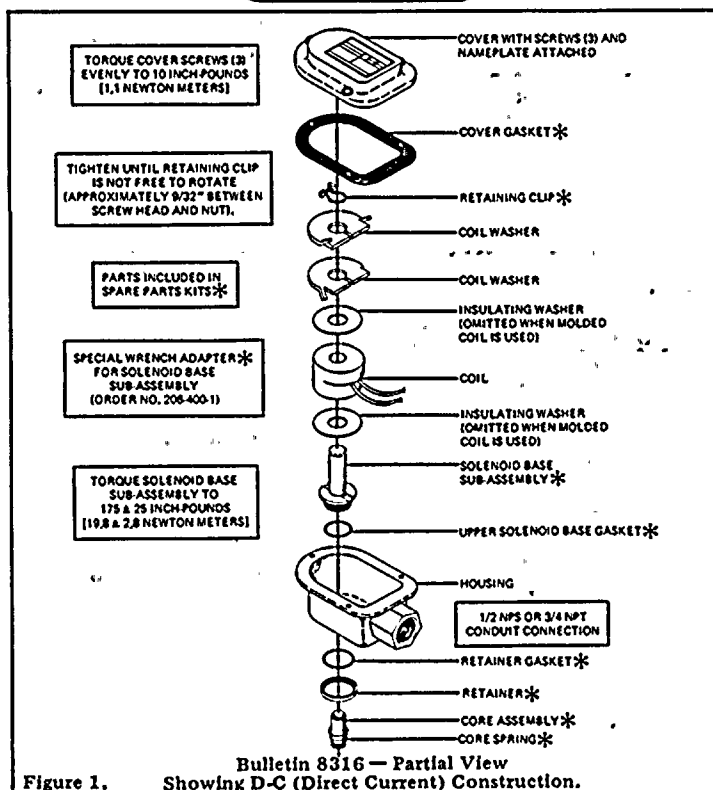 TORQUE COVER SCREWS (3)
EVENLY TO 10 INCH-POUNDS
[1,1 NEWTON METERS]
COVER WITH SCREWS (3) AND
NAMEPLATE ATTACHED
COVER GASKET*
TIGHTEN UNTIL RETAINING CLIP
IS NOT FREE TO ROTATE
(APPROXIMATELY 9/32" BETWEEN
SCREW HEAD AND NUT).
RETAINING CLIP*
COIL WASHER
COIL WASHER
PARTS INCLUDED IN
SPARE PARTS KITS*
INSULATING WASHER
(OMITTED WHEN MOLDED
COIL IS USED)
SPECIAL WRENCH ADAPTER*
FOR SOLENOID BASE
SUB-ASSEMBLY
(ORDER NO. 206-400-1)
COIL
INSULATING WASHER
(OMITTED WHEN MOLDED
COIL IS USED)
SOLENOID BASE
SUB-ASSEMBLY*
TORQUE SOLENOID BASE
SUB-ASSEMBLY TO
175 ± 25 INCH-POUNDS
[19,8 ± 2,8 NEWTON METERS]
UPPER SOLENOID BASE GASKET*
HOUSING
1/2 NPS OR 3/4 NPT
CONDUIT CONNECTION
RETAINER GASKET*
RETAINER*
CORE ASSEMBLY*
CORE SPRING*
Bulletin 8316 — Partial View
Figure 1. Showing D-C (Direct Current) Construction.